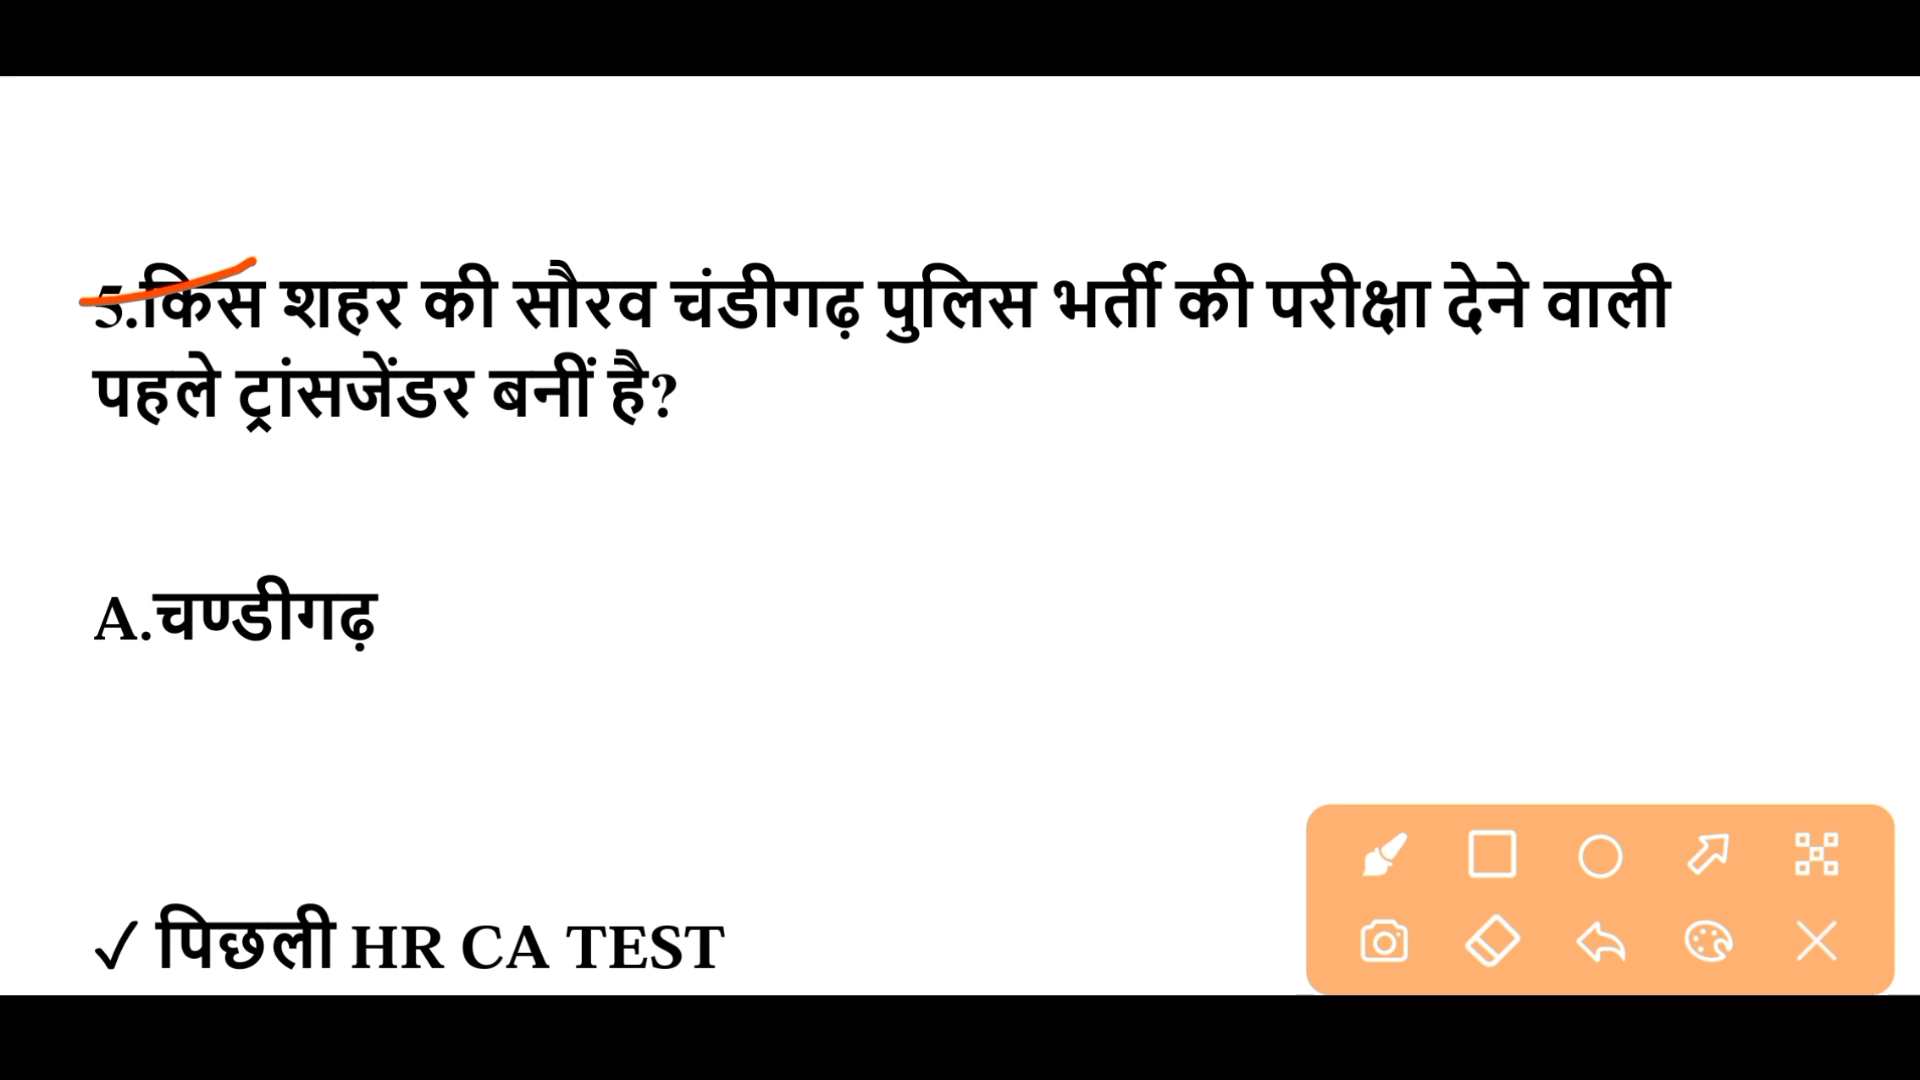 5.किस शहर की सौरव चंडीगढ़ पुलिस भर्ती की परीक्षा देने वाली
पहले ट्रांसजेंडर बनीं है?
A.चण्डीगढ़
✓ पिछली HR CA TEST